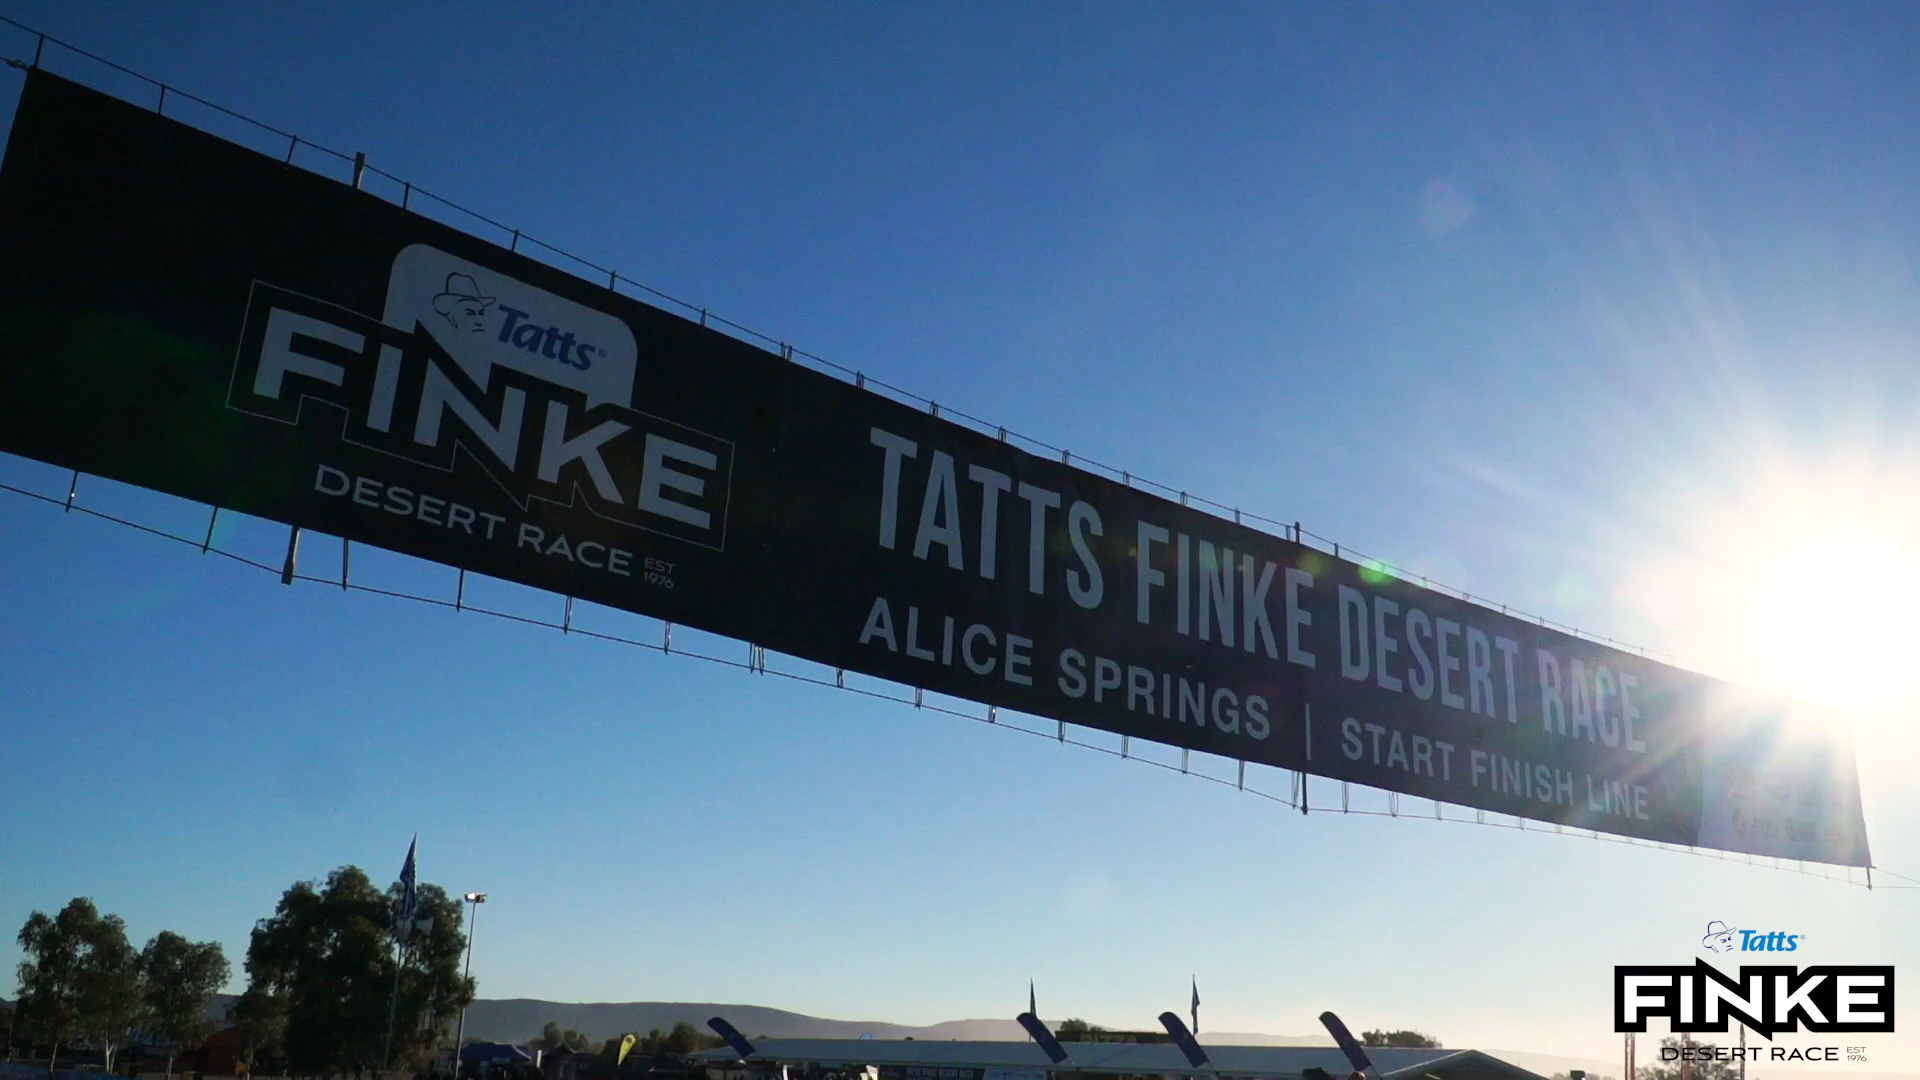 Tatts
FINKE
DESERT RACE EST 1976
TATTS FINKE DESERT RACE
ALICE SPRINGS | START FINISH LINE
Tatts
FINKE
DESERT RACE EST 1976